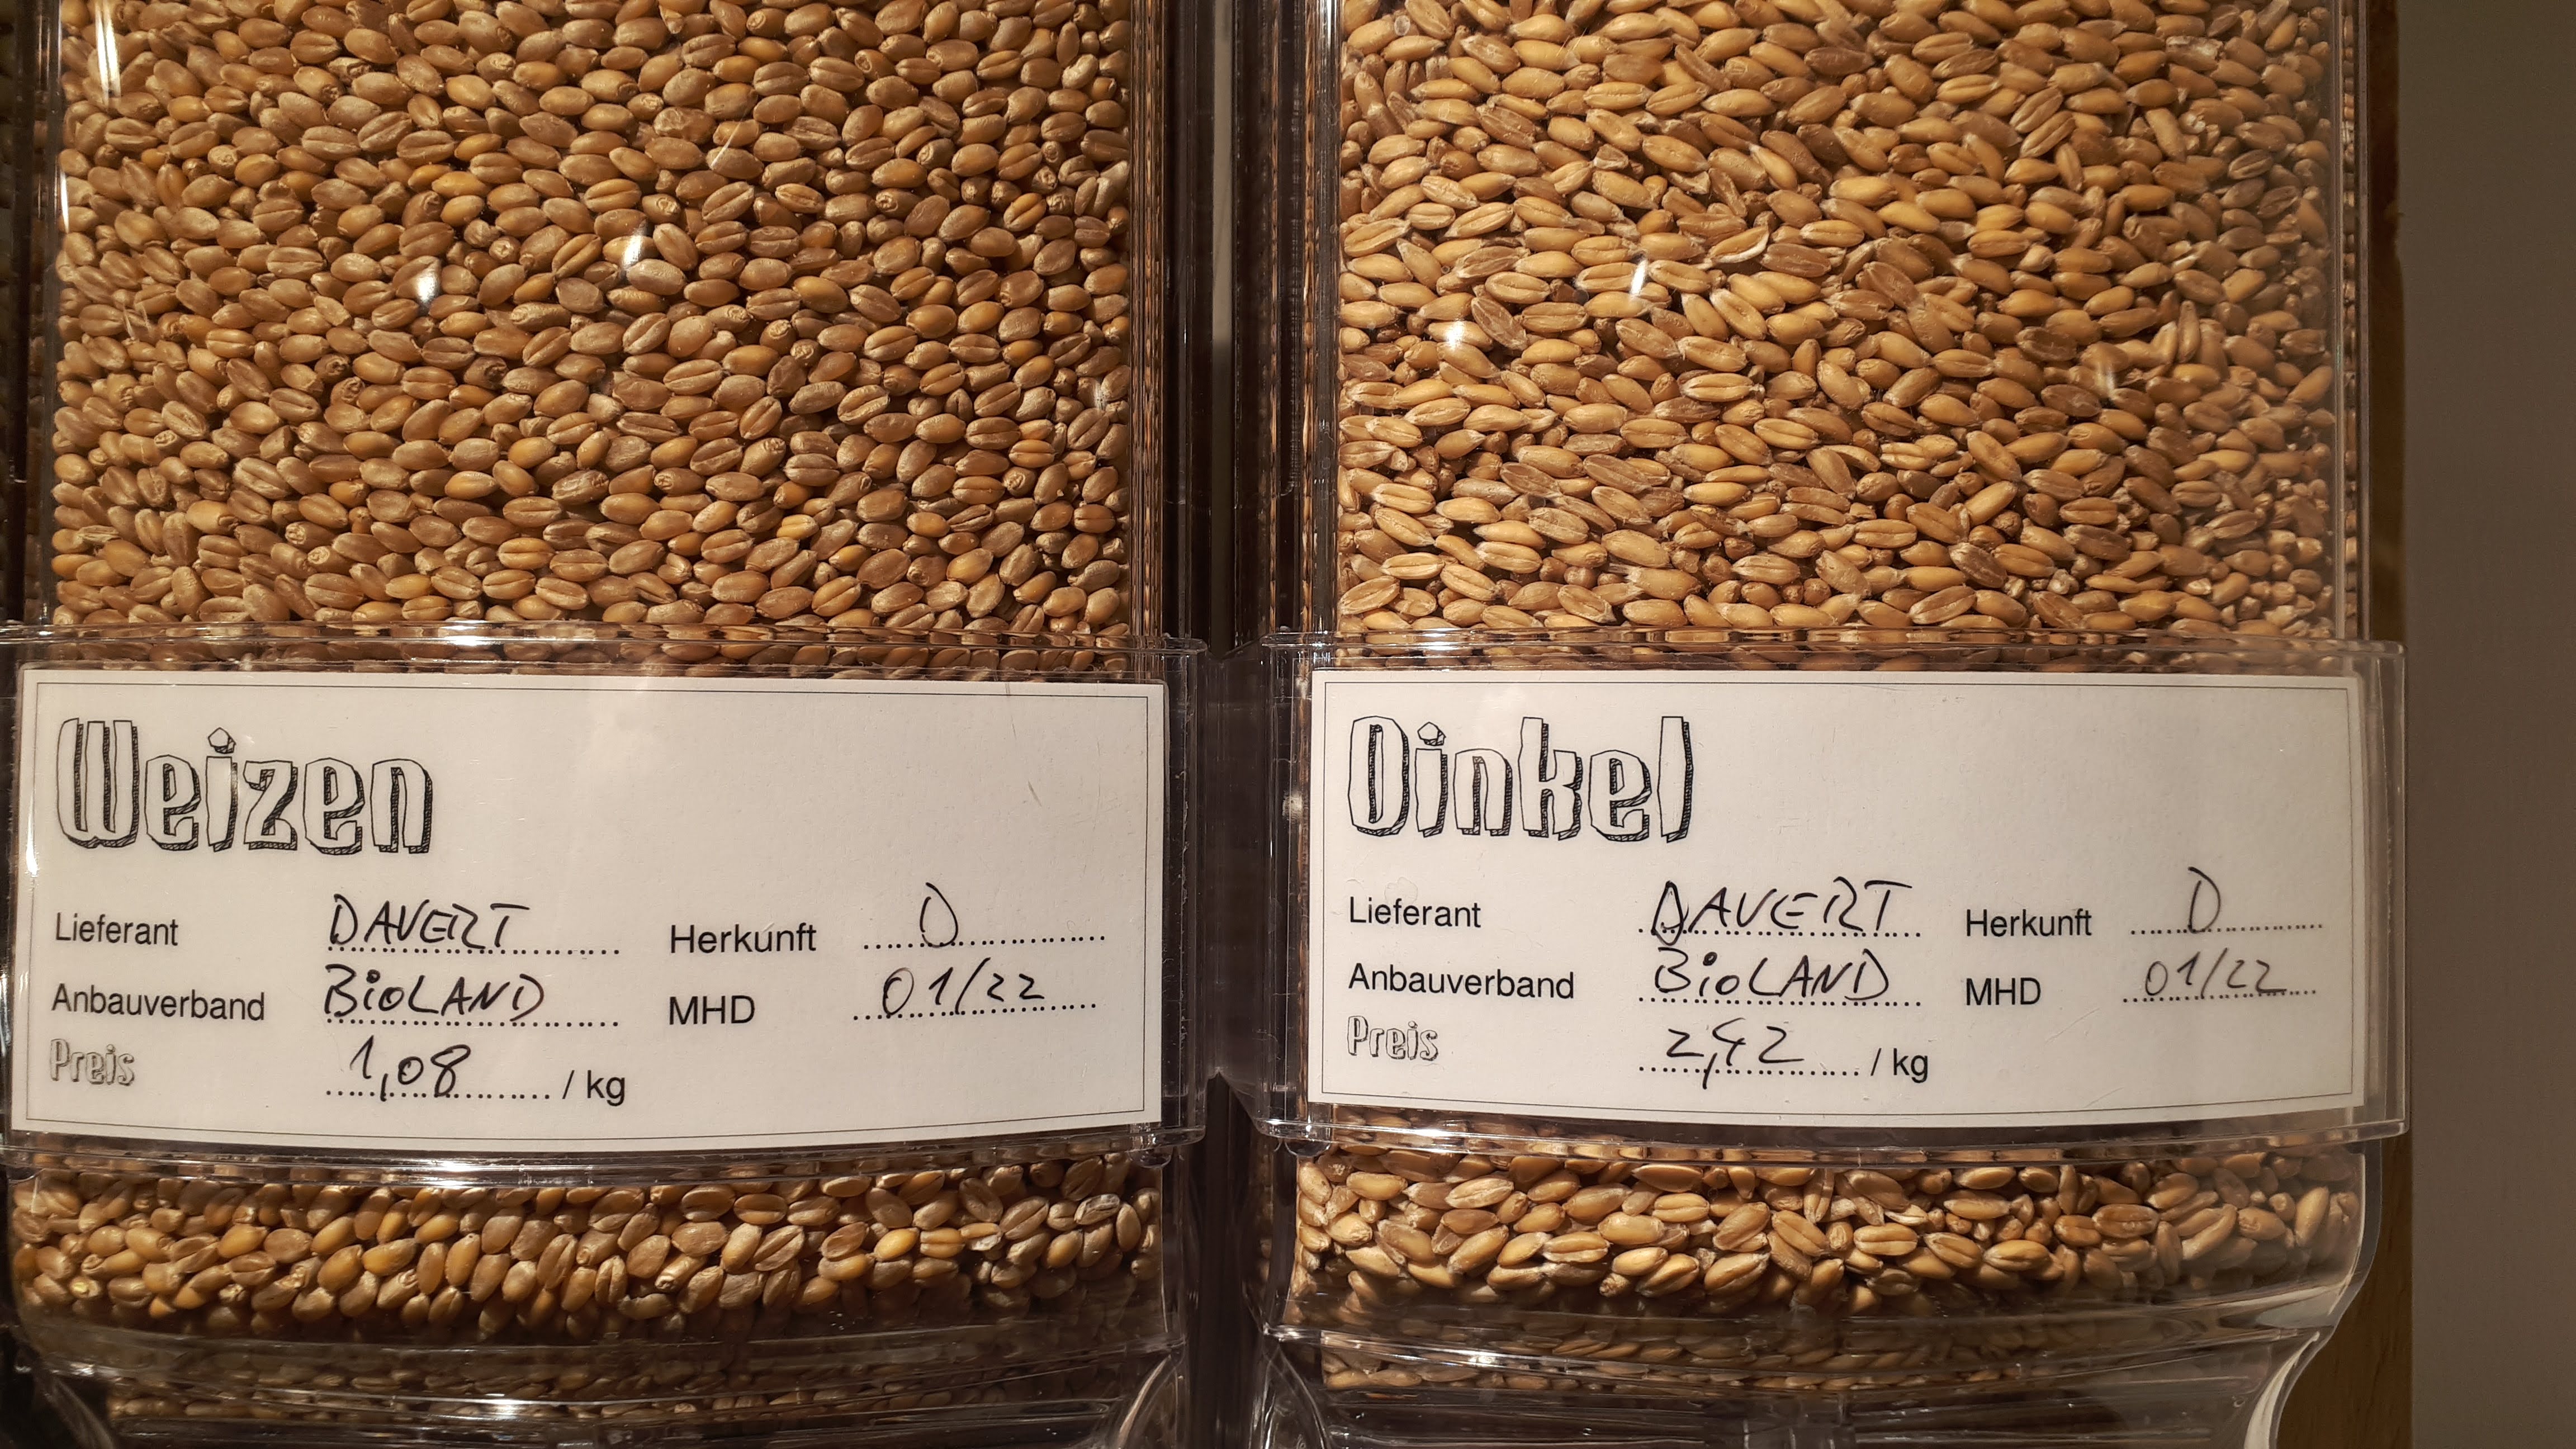 Weizen
Lieferant DAVERT Herkunft D
Anbauverband BioLAND MHD 01/22
Preis 1,08 / kg
Dinkel
Lieferant DAVERT Herkunft D
Anbauverband BioLAND MHD 01/22
Preis 2,42 / kg